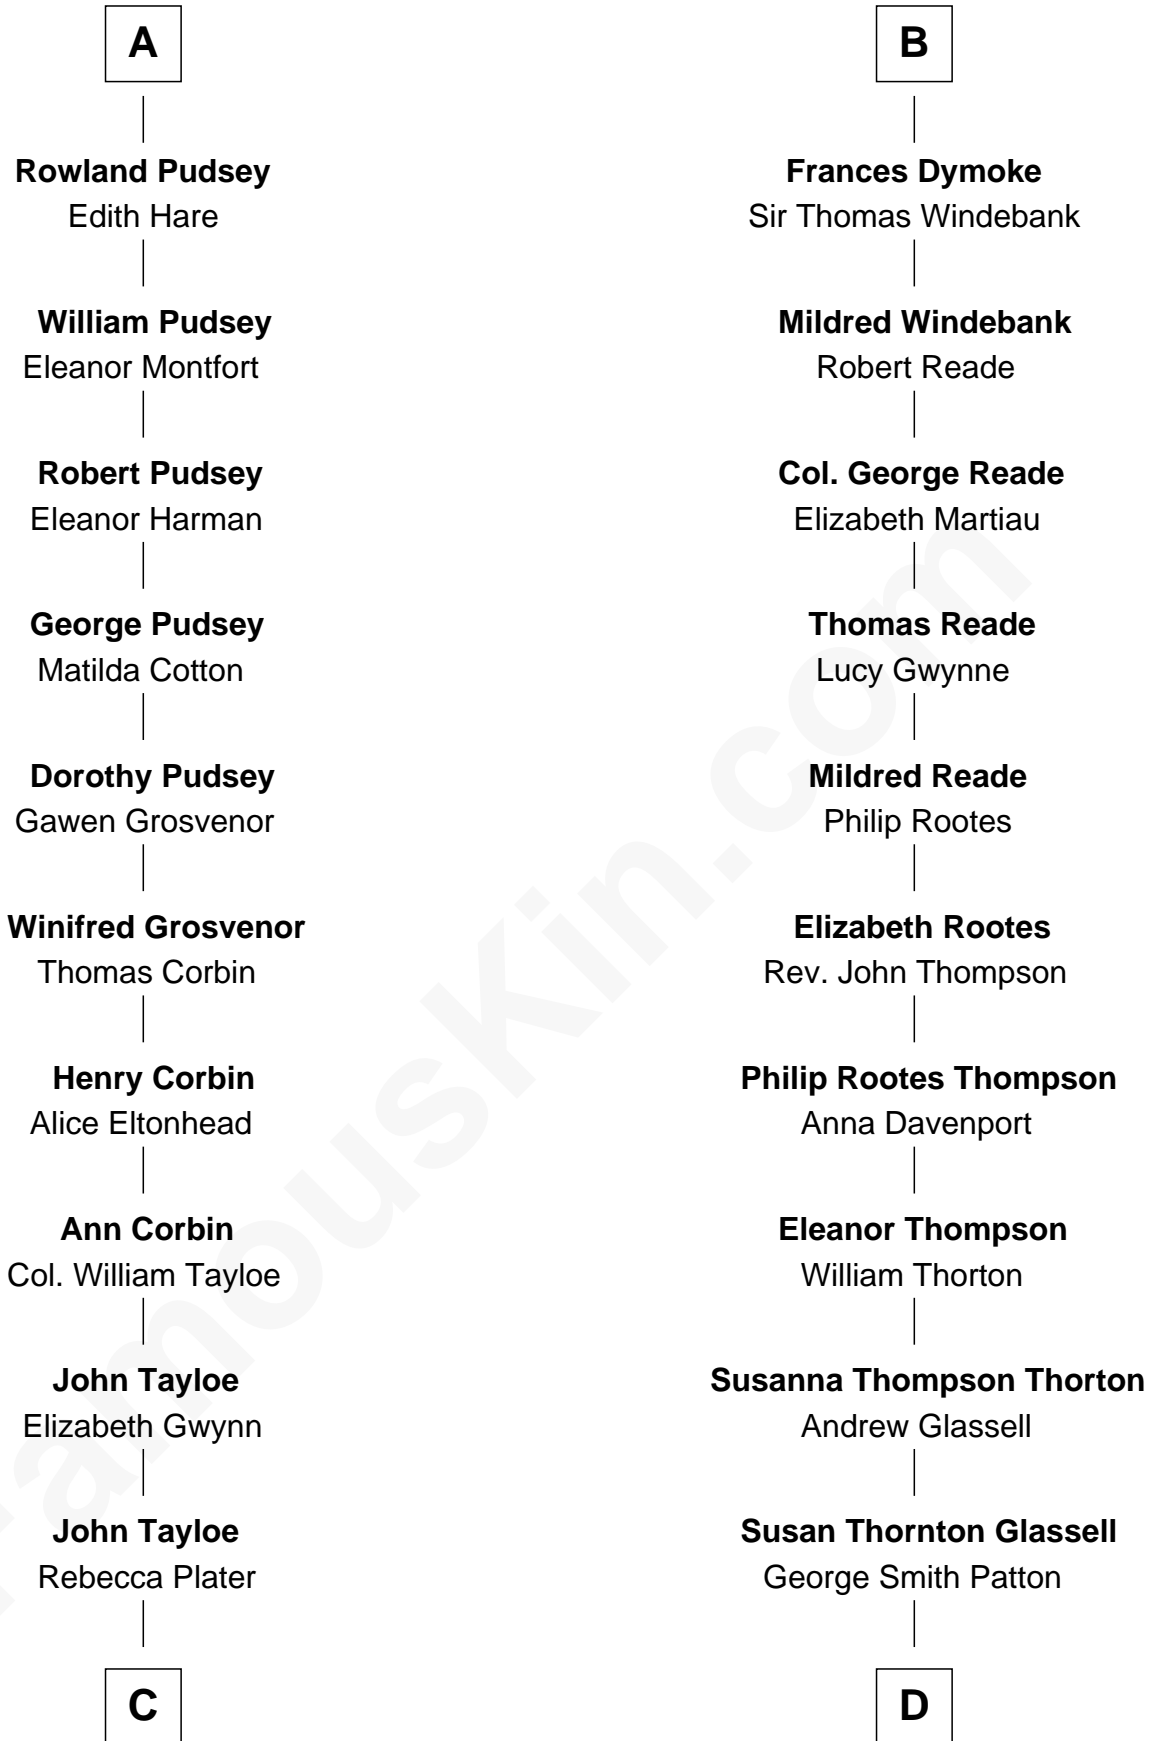 A
Rowland Pudsey
Edith Hare
William Pudsey
Eleanor Montfort
Robert Pudsey
Eleanor Harman
George Pudsey
Matilda Cotton
Dorothy Pudsey
Gawen Grosvenor
Winifred Grosvenor
Thomas Corbin
Henry Corbin
Alice Eltonhead
Ann Corbin
Col. William Tayloe
John Tayloe
Elizabeth Gwynn
John Tayloe
Rebecca Plater
C
B
Frances Dymoke
Sir Thomas Windebank
Mildred Windebank
Robert Reade
Col. George Reade
Elizabeth Martiau
Thomas Reade
Lucy Gwynne
Mildred Reade
Philip Rootes
Elizabeth Rootes
Rev. John Thompson
Philip Rootes Thompson
Anna Davenport
Eleanor Thompson
William Thorton
Susanna Thompson Thorton
Andrew Glassell
Susan Thornton Glassell
George Smith Patton
D
FamousKin.com